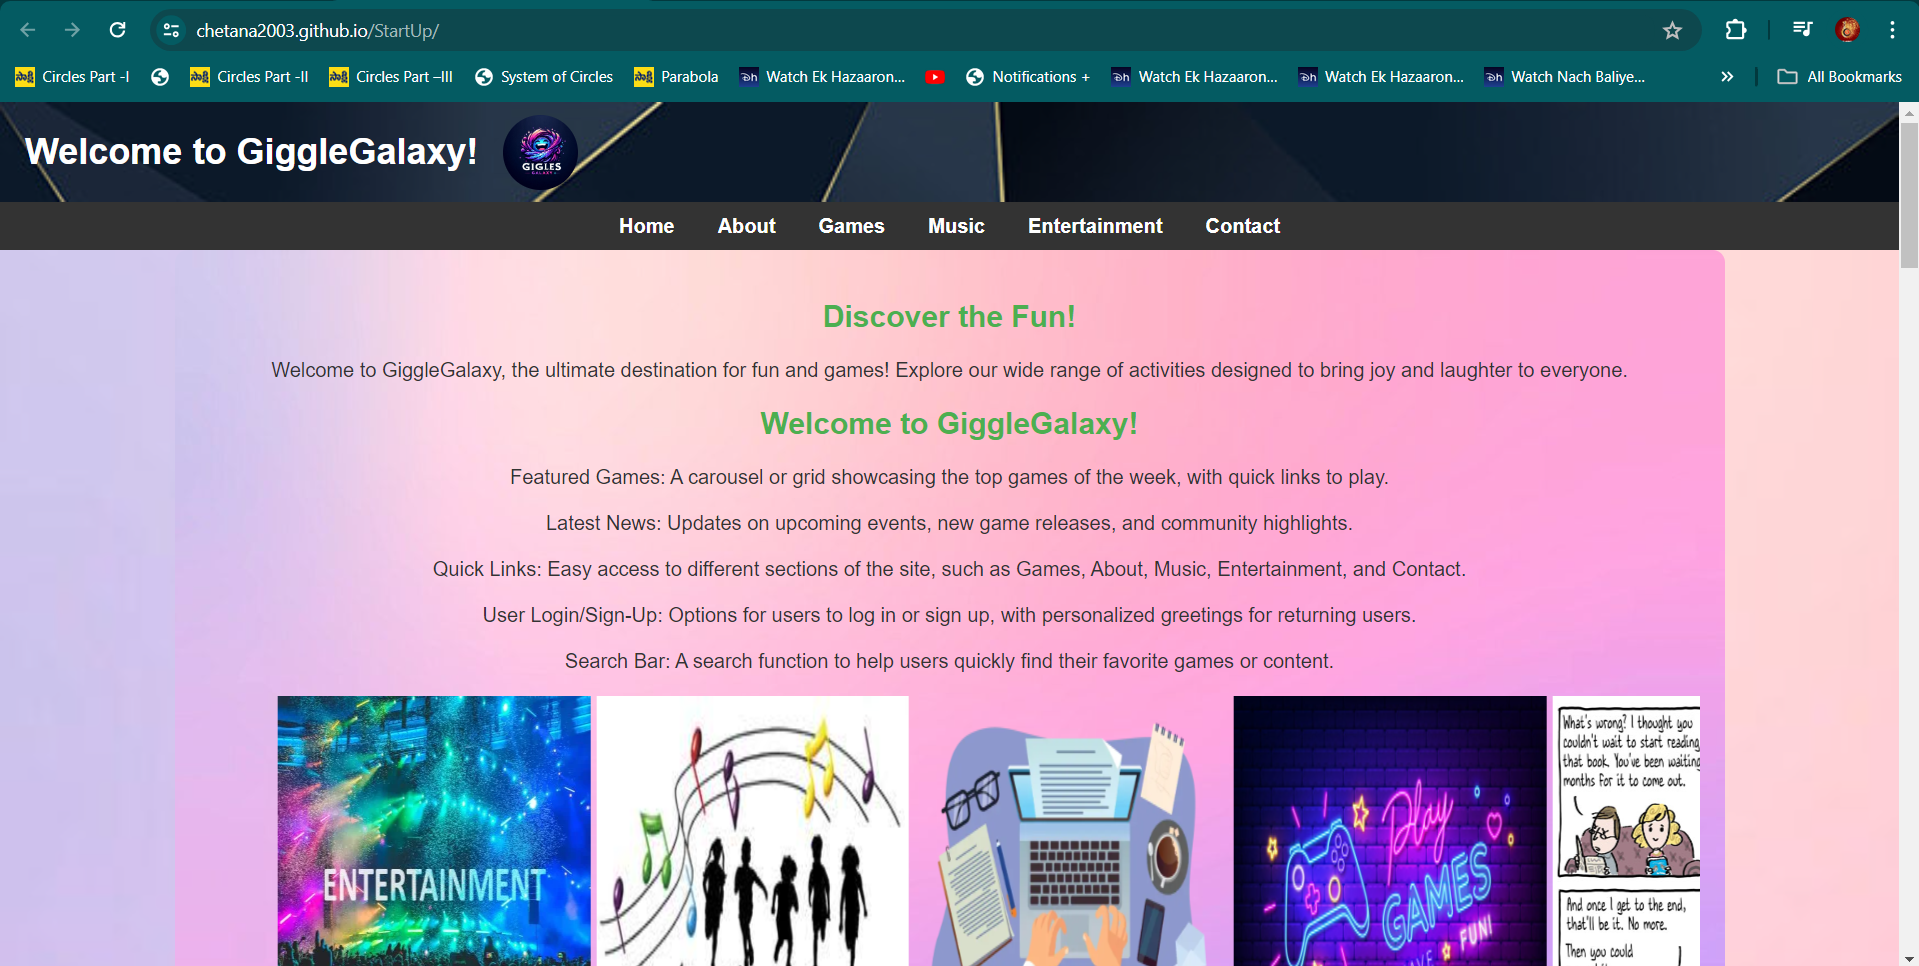 chetana2003.github.io/StartUp/
సాక్షి Circles Part -I
సాక్షి Circles Part -II
సాక్షి Circles Part –III
System of Circles
సాక్షి Parabola
Dh Watch Ek Hazaaron...
Notifications +
Dh Watch Ek Hazaaron...
Dh Watch Ek Hazaaron...
Dh Watch Nach Baliye...
All Bookmarks
Welcome to GiggleGalaxy!
GIGLES
GALAXY
Home
About
Games
Music
Entertainment
Contact
Discover the Fun!
Welcome to GiggleGalaxy, the ultimate destination for fun and games! Explore our wide range of activities designed to bring joy and laughter to everyone.
Welcome to GiggleGalaxy!
Featured Games: A carousel or grid showcasing the top games of the week, with quick links to play.
Latest News: Updates on upcoming events, new game releases, and community highlights.
Quick Links: Easy access to different sections of the site, such as Games, About, Music, Entertainment, and Contact.
User Login/Sign-Up: Options for users to log in or sign up, with personalized greetings for returning users.
Search Bar: A search function to help users quickly find their favorite games or content.
ENTERTAINMENT
Play
GAMES
FUN!
What's wrong? I thought you
couldn't wait to start reading
that book. You've been waiting
months for it to come out.
And once I get to the end,
that'll be it. No more.
Then you could